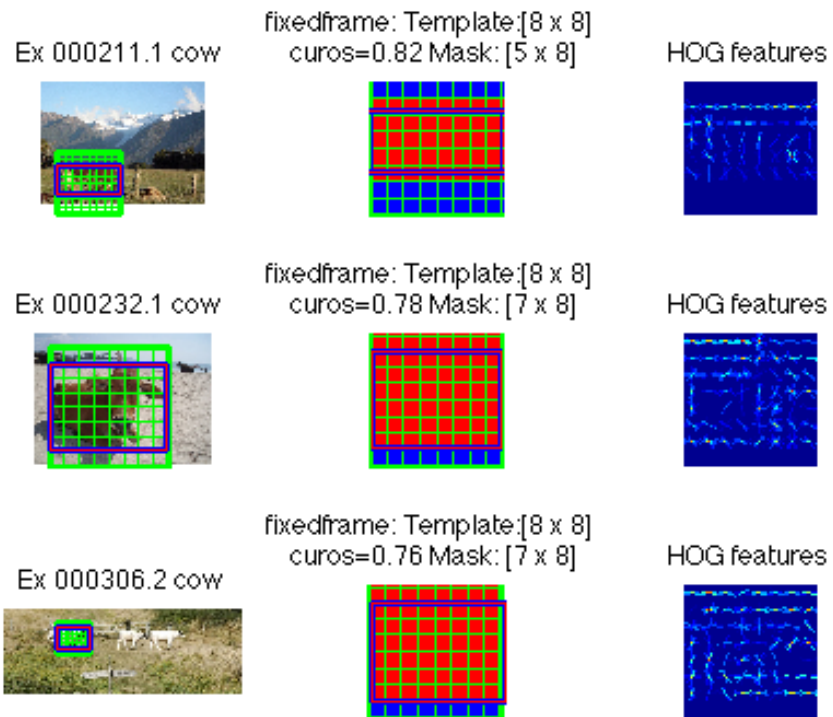 fixedframe: Template:[8 x 8]
Ex 000211.1 cow
curos=0.82 Mask: [5 x 8]
HOG features
fixedframe: Template:[8 x 8]
Ex 000232.1 cow
curos=0.78 Mask: [7 x 8]
HOG features
fixedframe: Template:[8 x 8]
Ex 000306.2 cow
curos=0.76 Mask: [7 x 8]
HOG features